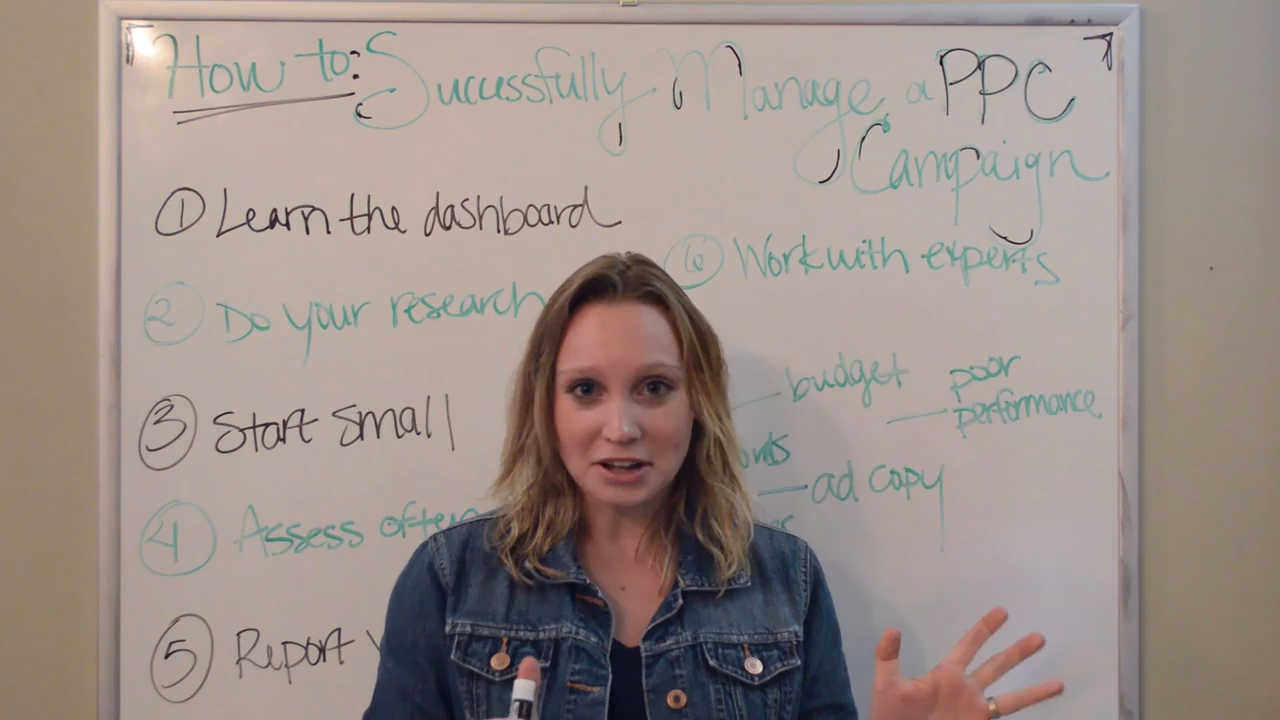 How to: Successfully Manage a PPC
Campaign
① Learn the dashboard
② Do your research
③ Start small
④ Assess often
⑤ Report
⑥ Work with experts
budget
poor
performance
ad copy